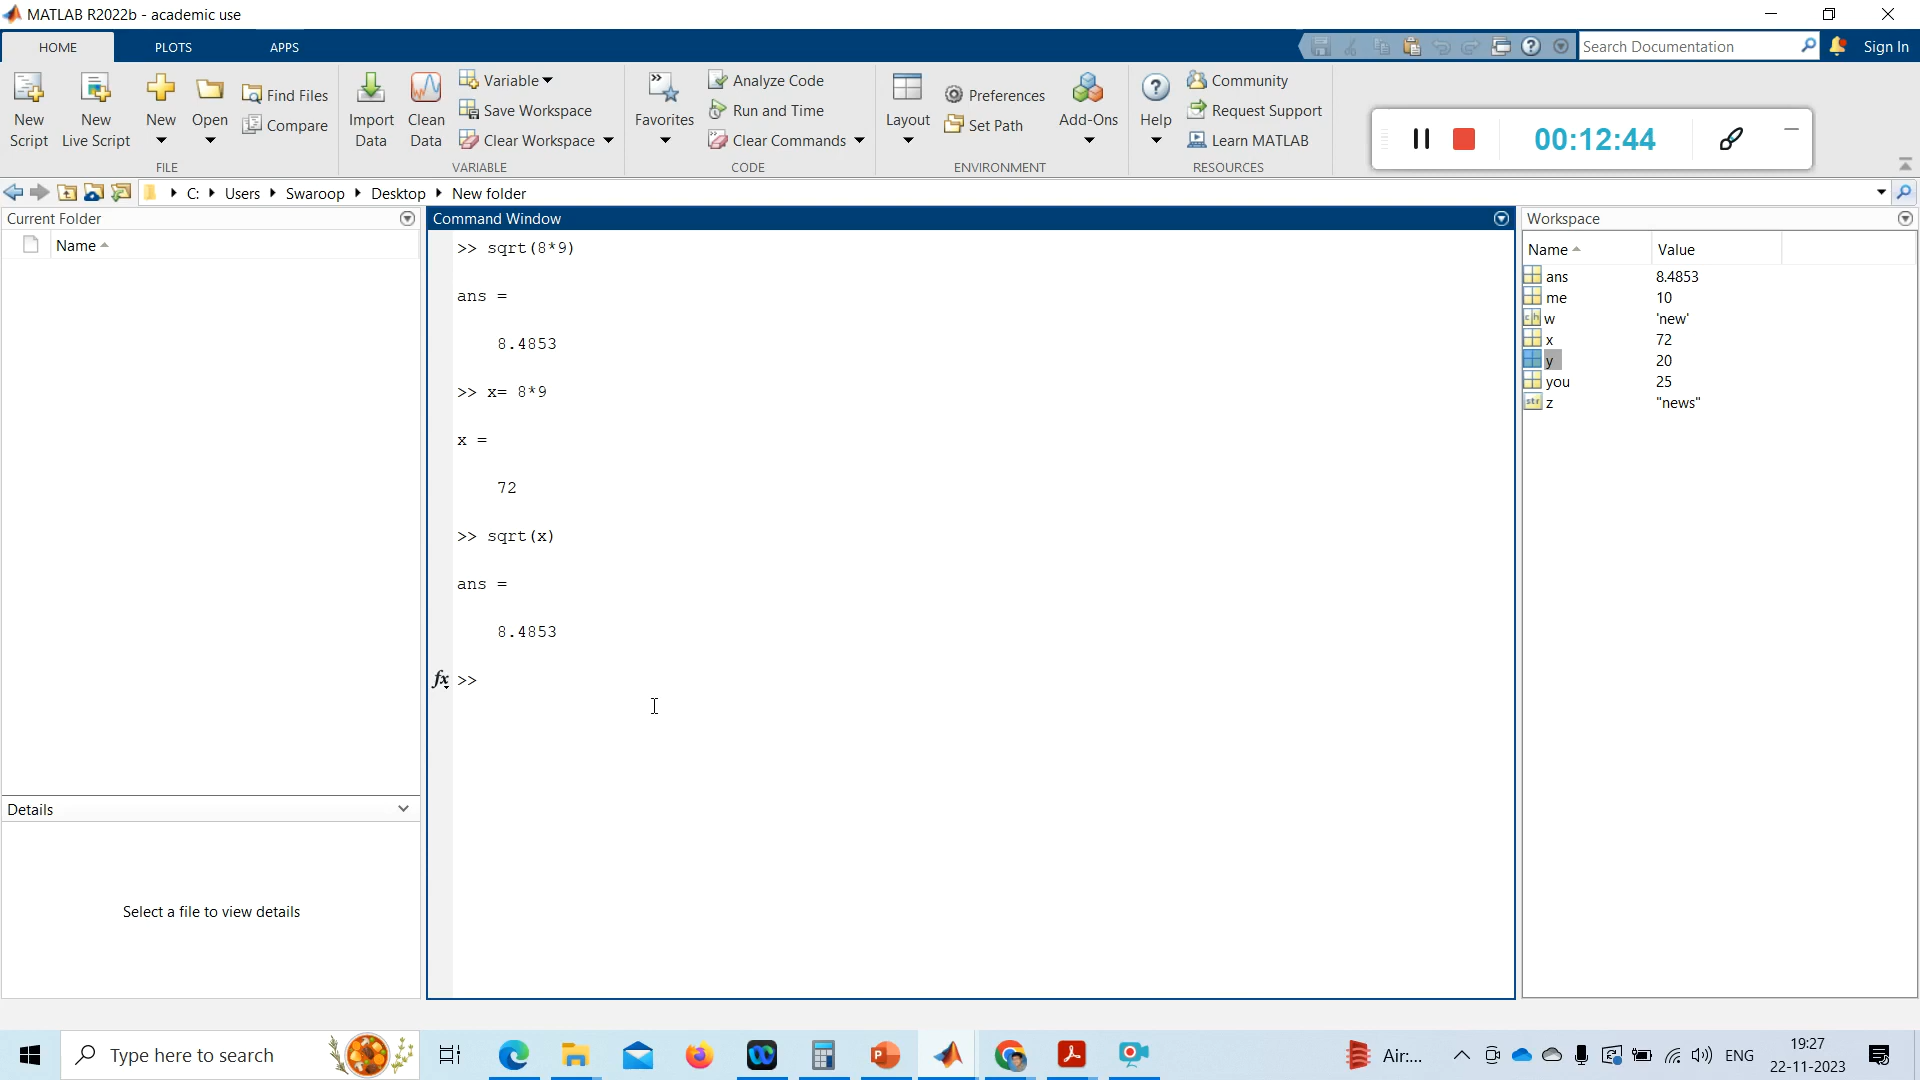 MATLAB R2022b - academic use
HOME PLOTS APPS
Search Documentation
Sign In
New Script
New Live Script
New
Open
Find Files
Compare
FILE
Import Data
Clean Data
Variable
Save Workspace
Clear Workspace
VARIABLE
Favorites
Analyze Code
Run and Time
Clear Commands
CODE
Layout
Preferences
Set Path
Add-Ons
ENVIRONMENT
Help
Community
Request Support
Learn MATLAB
RESOURCES
00:12:44
C: Users Swaroop Desktop New folder
Current Folder
Name
Details
Select a file to view details
Command Window
>> sqrt(8*9)
ans =
8.4853
>> x= 8*9
x =
72
>> sqrt(x)
ans =
8.4853
fx >>
Workspace
Name Value
ans 8.4853
me 10
w 'new'
x 72
y 20
you 25
str z "news"
Type here to search
Air:...
ENG
19:27
22-11-2023